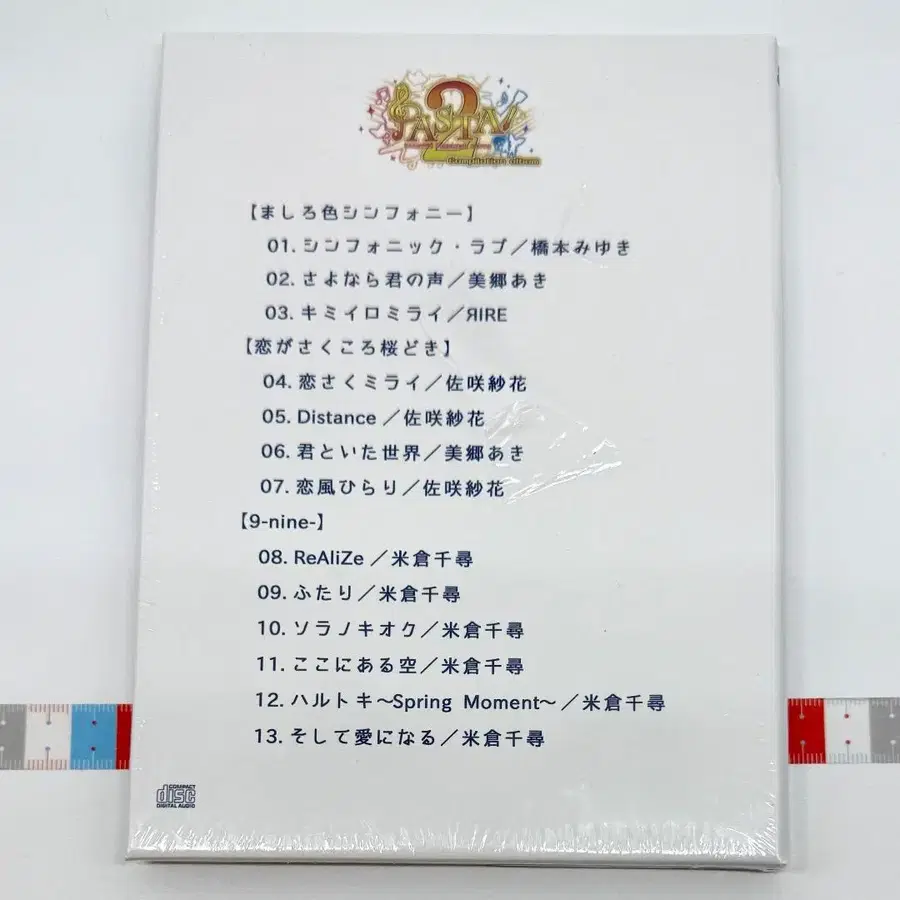 PASTA
2
Compilation album
【ましろ色シンフォニー】
01. シンフォニック・ラブ／橋本みゆき
02. さよなら君の声／美郷あき
03. キミイロミライ／ЯIRE
【恋がさくころ桜どき】
04. 恋さくミライ／佐咲紗花
05. Distance／佐咲紗花
06. 君といた世界／美郷あき
07. 恋風ひらり／佐咲紗花
【9-nine-】
08. ReAliZe／米倉千尋
09. ふたり／米倉千尋
10. ソラノキオク／米倉千尋
11. ここにある空／米倉千尋
12. ハルトキ～Spring Moment～／米倉千尋
13. そして愛になる／米倉千尋
COMPACT
disc
DIGITAL AUDIO